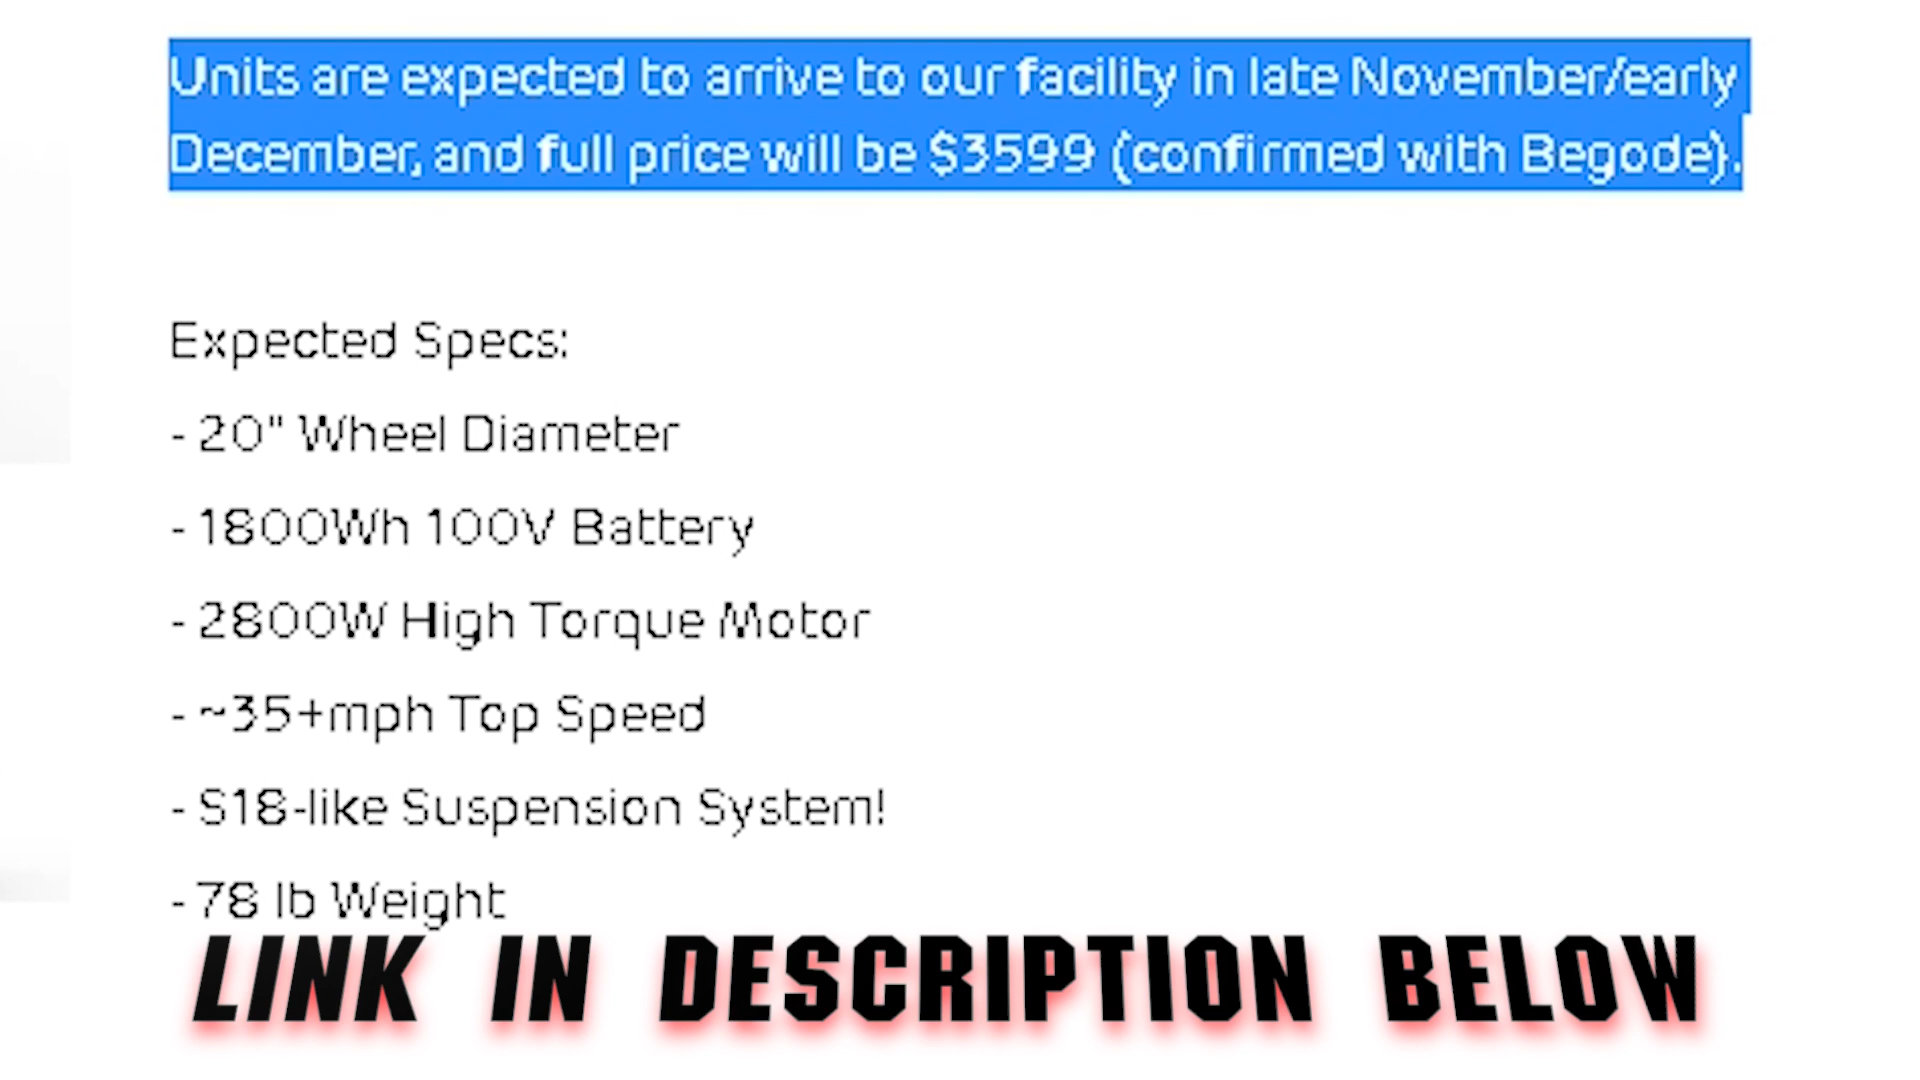 Units are expected to arrive to our facility in late November/early
December, and full price will be $3599 (confirmed with Begode).
Expected Specs:
- 20" Wheel Diameter
- 1800Wh 100V Battery
- 2800W High Torque Motor
- ~35+mph Top Speed
- S18-like Suspension System!
- 78 lb Weight
LINK IN DESCRIPTION BELOW